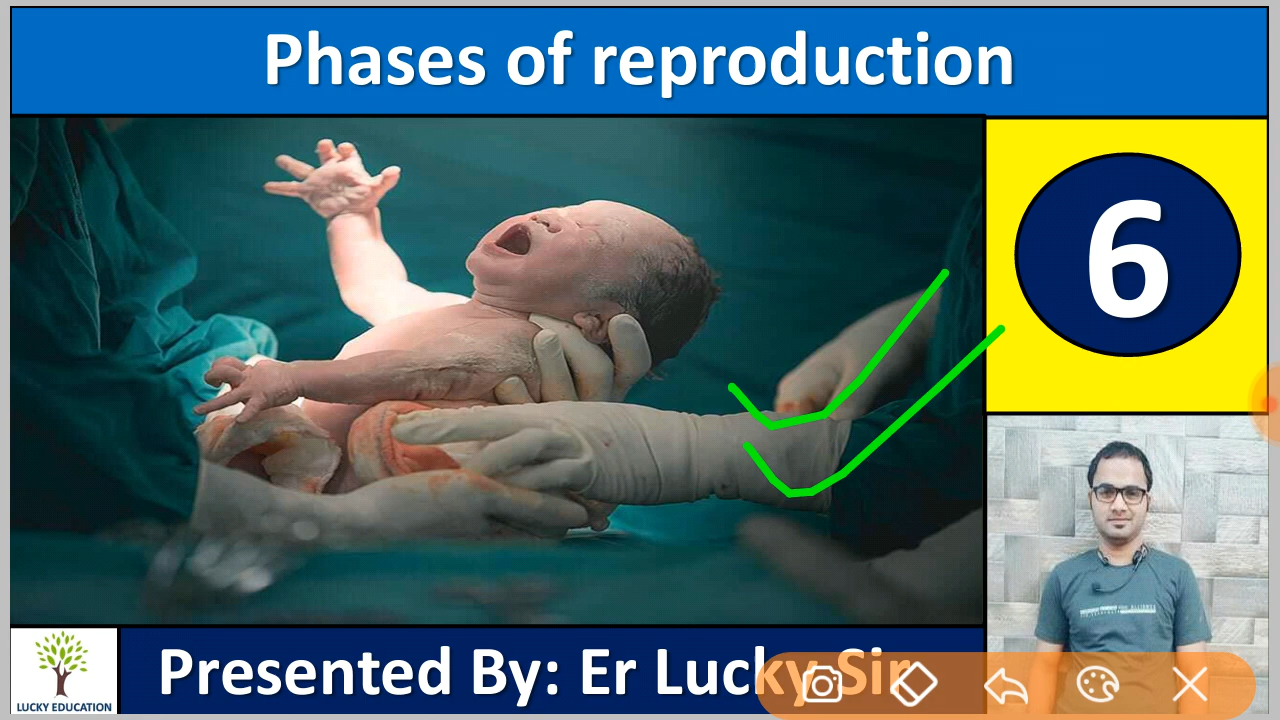 Phases of reproduction
6
Presented By: Er Lucky Sir
LUCKY EDUCATION